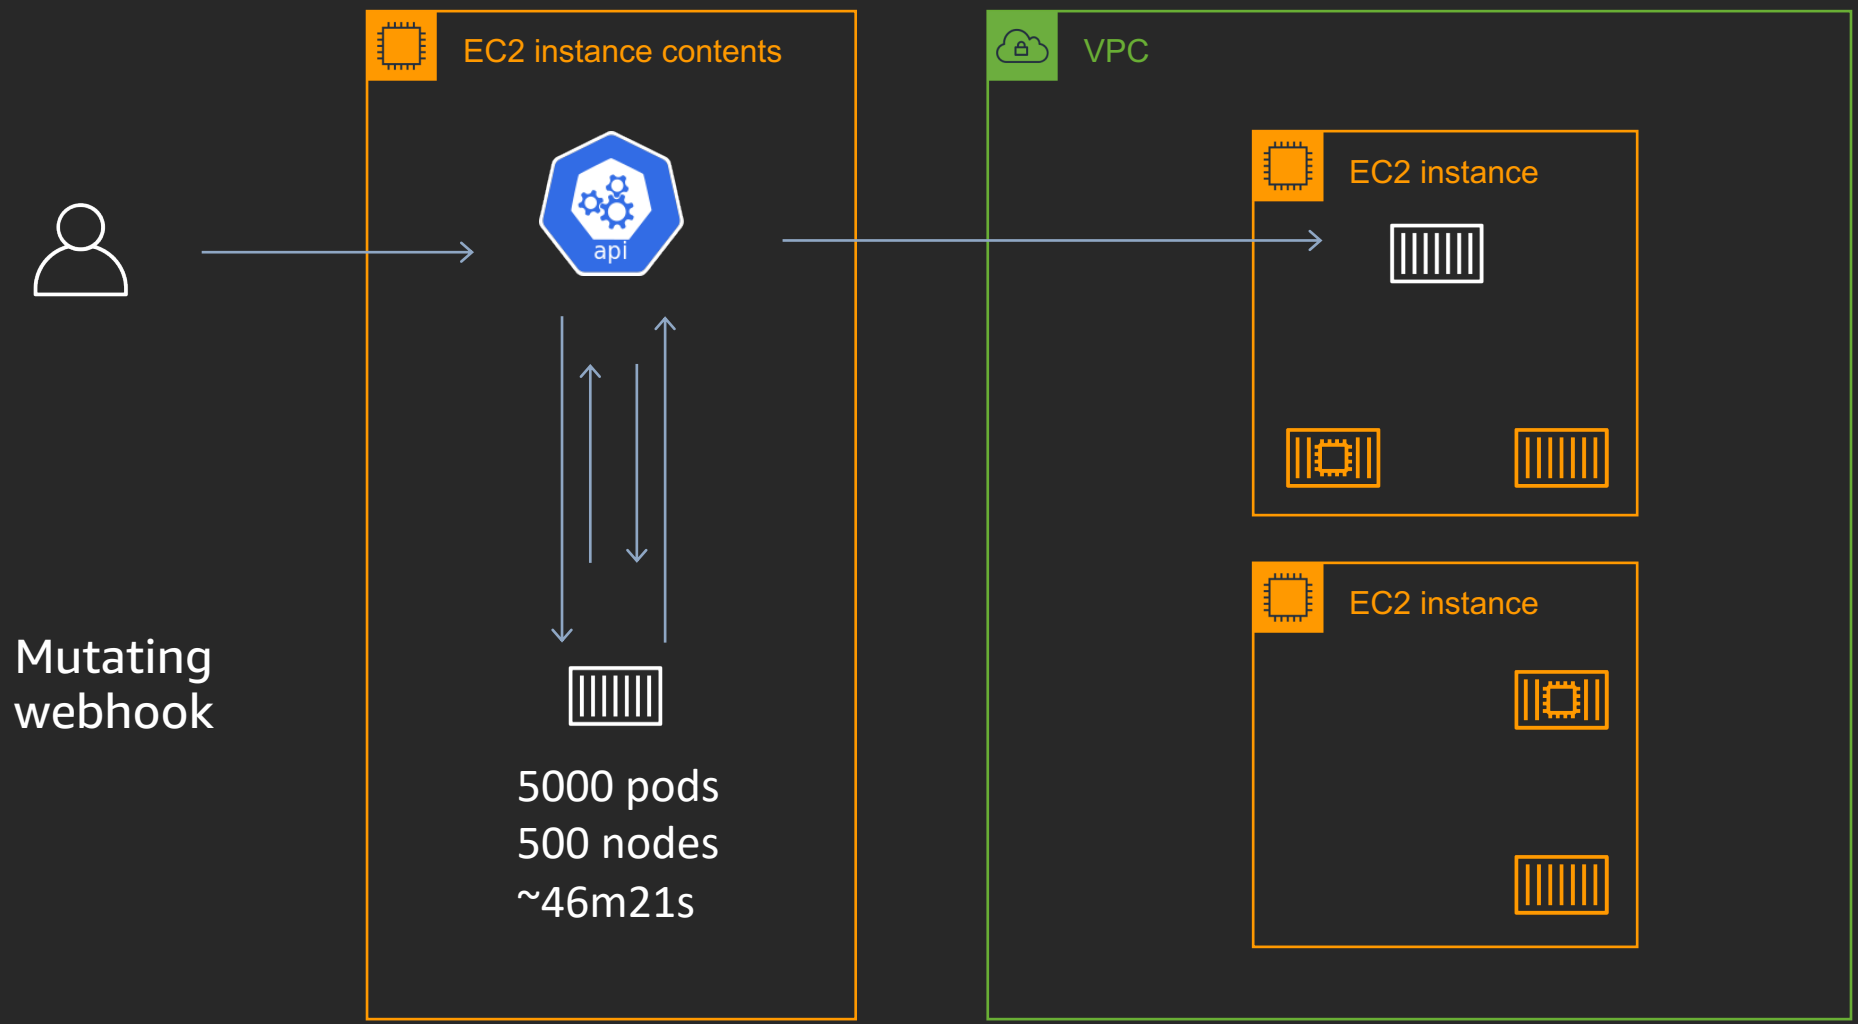 EC2 instance contents
VPC
EC2 instance
api
Mutating
webhook
EC2 instance
5000 pods
500 nodes
~46m21s